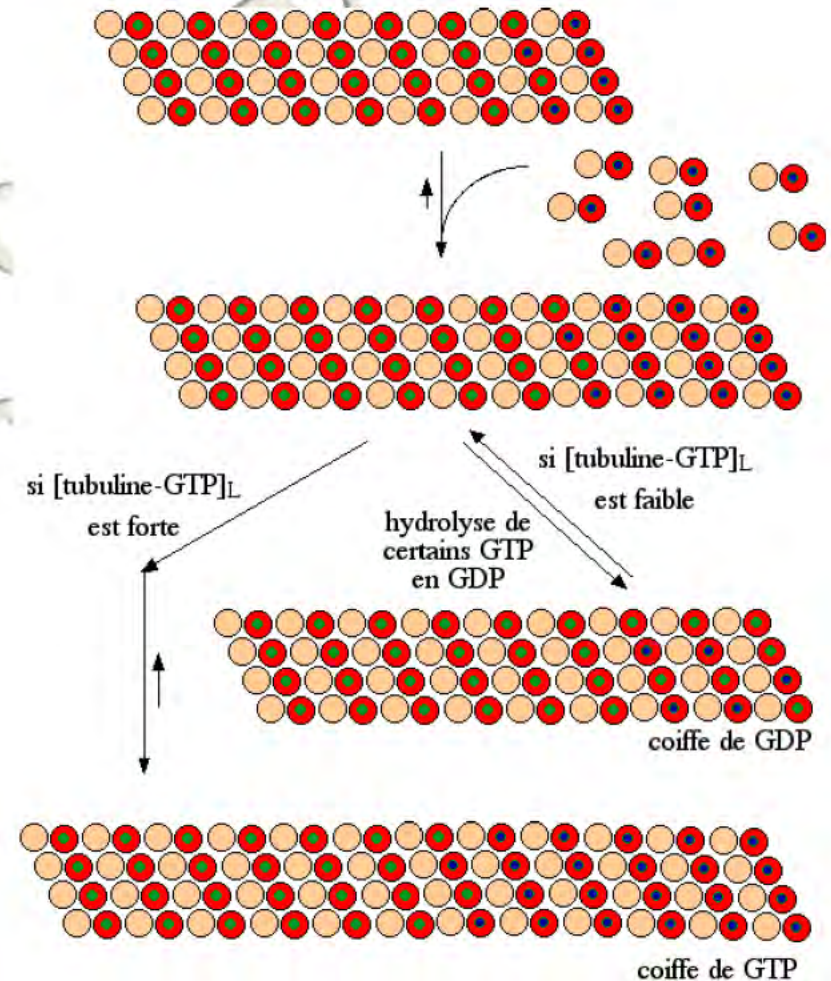 si [tubuline-GTP]L
est forte
si [tubuline-GTP]L
est faible
hydrolyse de
certains GTP
en GDP
coiffe de GDP
coiffe de GTP